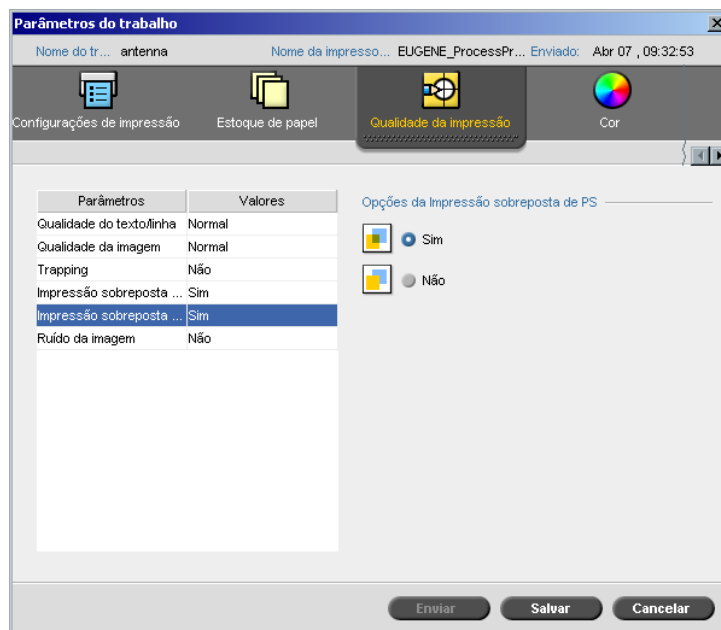 Parâmetros do trabalho
Nome do tr... antenna Nome da impresso... EUGENE_ProcessPr... Enviado: Abr 07 , 09:32:53
Configurações de impressão Estoque de papel Qualidade da impressão Cor
Parâmetros Valores
Qualidade do texto/linha Normal
Qualidade da imagem Normal
Trapping Não
Impressão sobreposta ... Sim
Impressão sobreposta ... Sim
Ruído da imagem Não
Opções da Impressão sobreposta de PS
Sim
Não
Enviar Salvar Cancelar